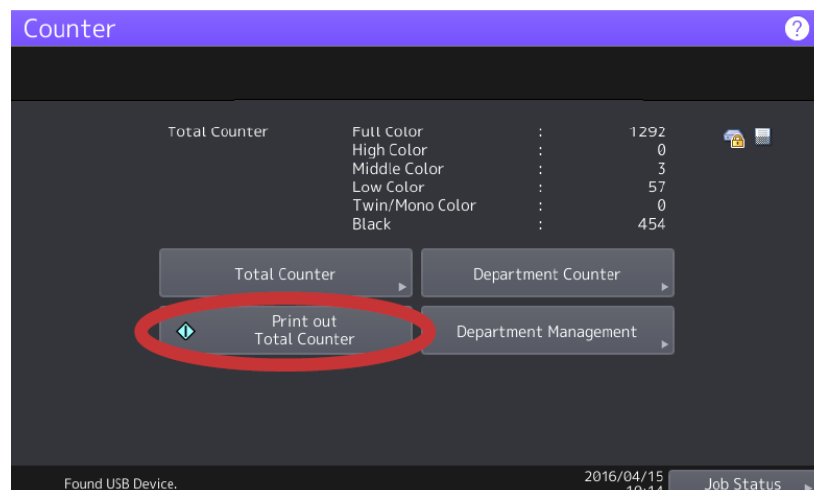 Counter ?
Total Counter Full Color : 1292
High Color : 0
Middle Color : 3
Low Color : 57
Twin/Mono Color : 0
Black : 454
Total Counter Department Counter
Print out
Total Counter Department Management
Found USB Device. 2016/04/15
Job Status